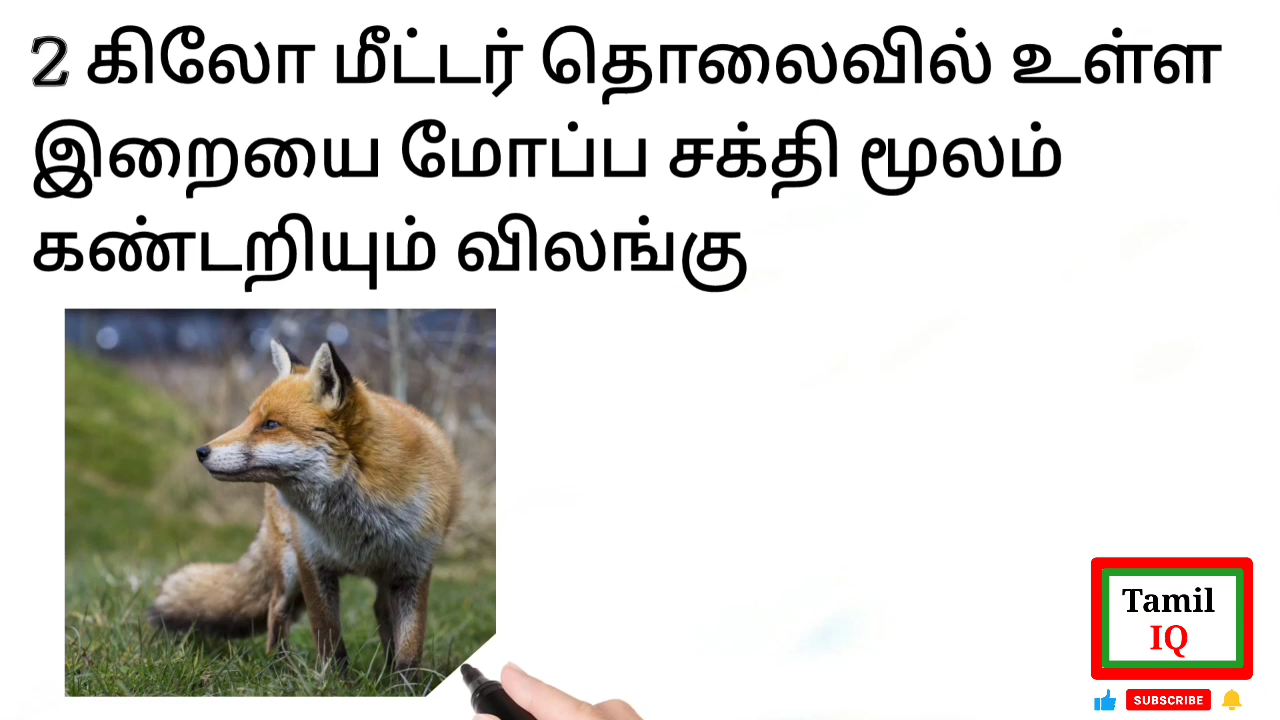 2 கிலோ மீட்டர் தொலைவில் உள்ள
இறையை மோப்ப சக்தி மூலம்
கண்டறியும் விலங்கு
Tamil
IQ
SUBSCRIBE